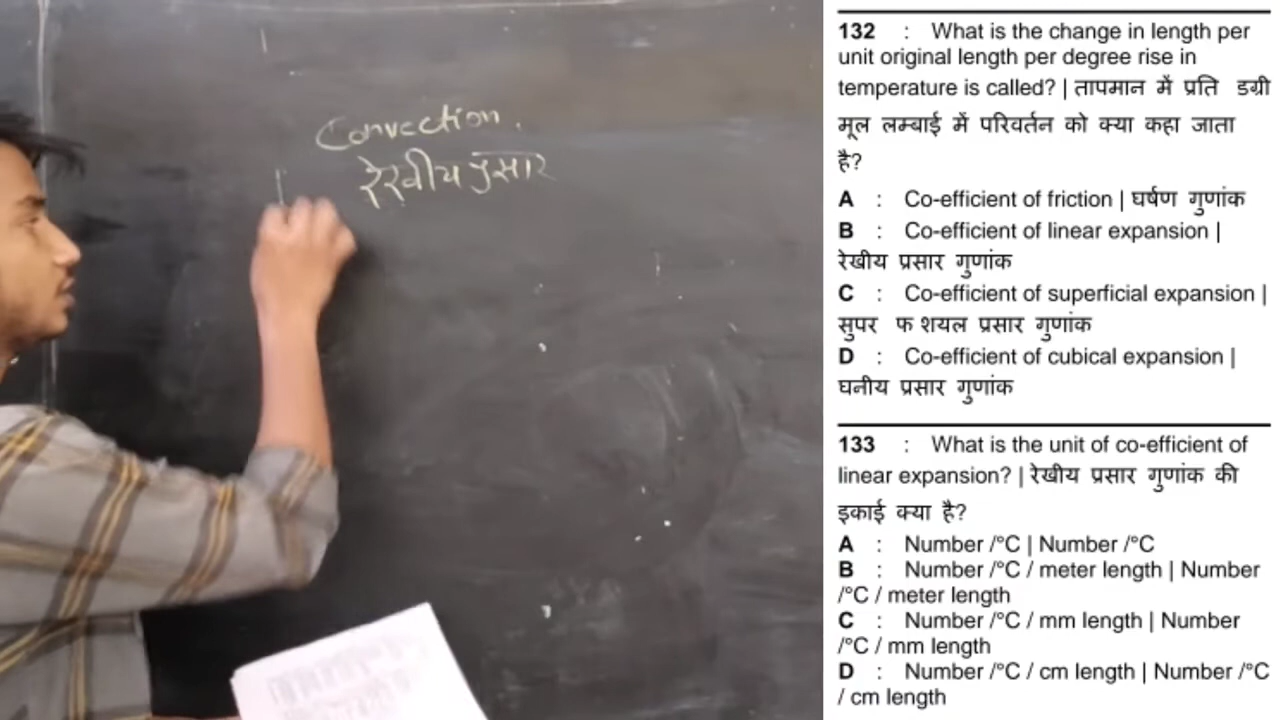 Convection.
रेखीय प्रसार
132 : What is the change in length per
unit original length per degree rise in
temperature is called? | तापमान में प्रति डग्री
मूल लम्बाई में परिवर्तन को क्या कहा जाता
है?
A : Co-efficient of friction | घर्षण गुणांक
B : Co-efficient of linear expansion |
रेखीय प्रसार गुणांक
C : Co-efficient of superficial expansion |
सुपर फ शयल प्रसार गुणांक
D : Co-efficient of cubical expansion |
घनीय प्रसार गुणांक
133 : What is the unit of co-efficient of
linear expansion? | रेखीय प्रसार गुणांक की
इकाई क्या है?
A : Number /°C | Number /°C
B : Number /°C / meter length | Number
/°C / meter length
C : Number /°C / mm length | Number
/°C / mm length
D : Number /°C / cm length | Number /°C
/ cm length